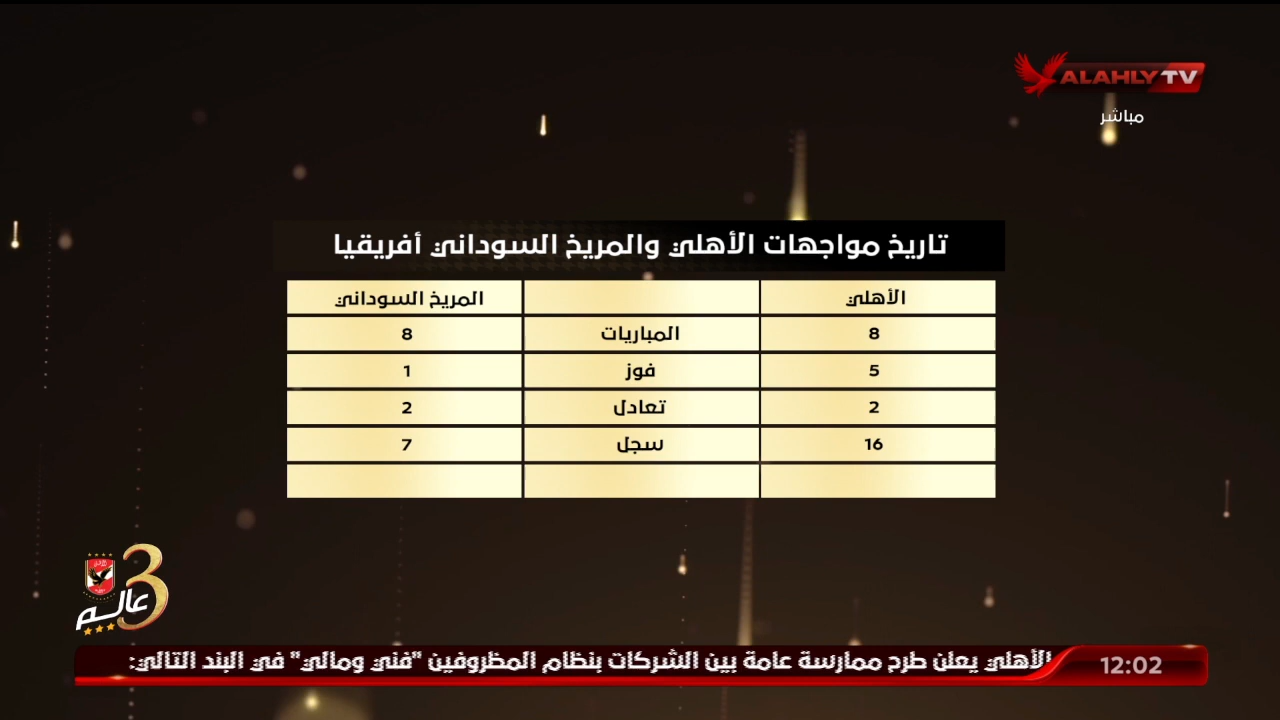 ALAHLY TV
مباشر
تاريخ مواجهات الأهلي والمريخ السوداني أفريقيا
الأهلي المريخ السوداني
8 المباريات 8
5 فوز 1
2 تعادل 2
16 سجل 7
3 عالم
12:02 الأهلي يعلن طرح ممارسة عامة بين الشركات بنظام المظروفين "فني ومالي" في البند التالي: